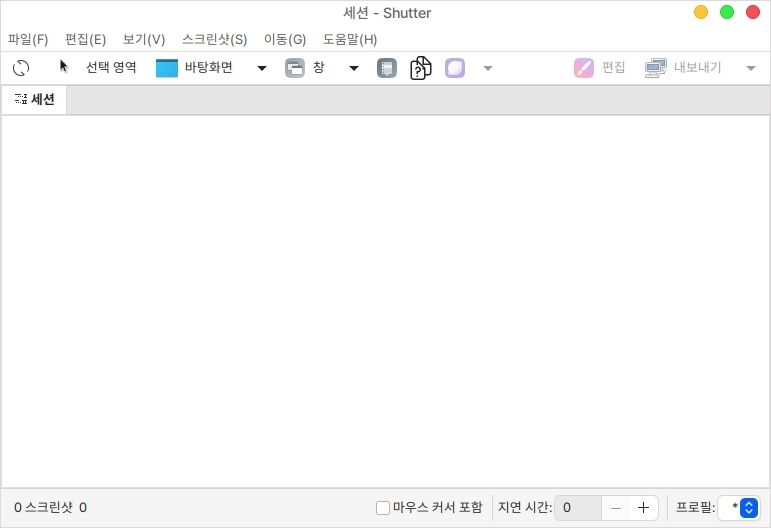 세션 - Shutter
파일(F) 편집(E) 보기(V) 스크린샷(S) 이동(G) 도움말(H)
선택 영역 바탕화면 창 편집 내보내기
세션
0 스크린샷 0 마우스 커서 포함 지연 시간: 0 프로필: *